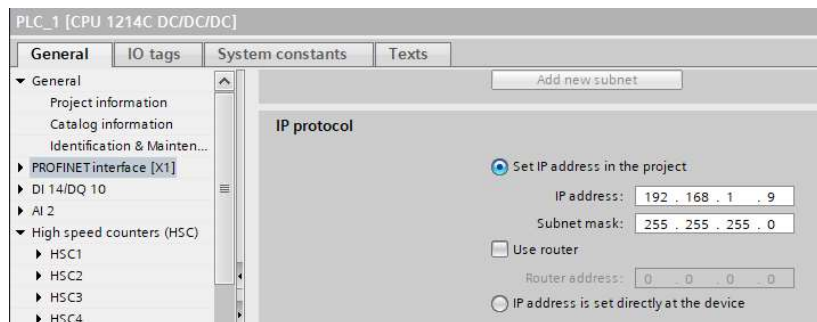 PLC_1 [CPU 1214C DC/DC/DC]
General IO tags System constants Texts
General
Project information
Catalog information
Identification & Mainten...
PROFINET interface [X1]
DI 14/DQ 10
AI 2
High speed counters (HSC)
HSC1
HSC2
HSC3
HSC4
Add new subnet
IP protocol
Set IP address in the project
IP address: 192 . 168 . 1 . 9
Subnet mask: 255 . 255 . 255 . 0
Use router
Router address: 0 . 0 . 0 . 0
IP address is set directly at the device